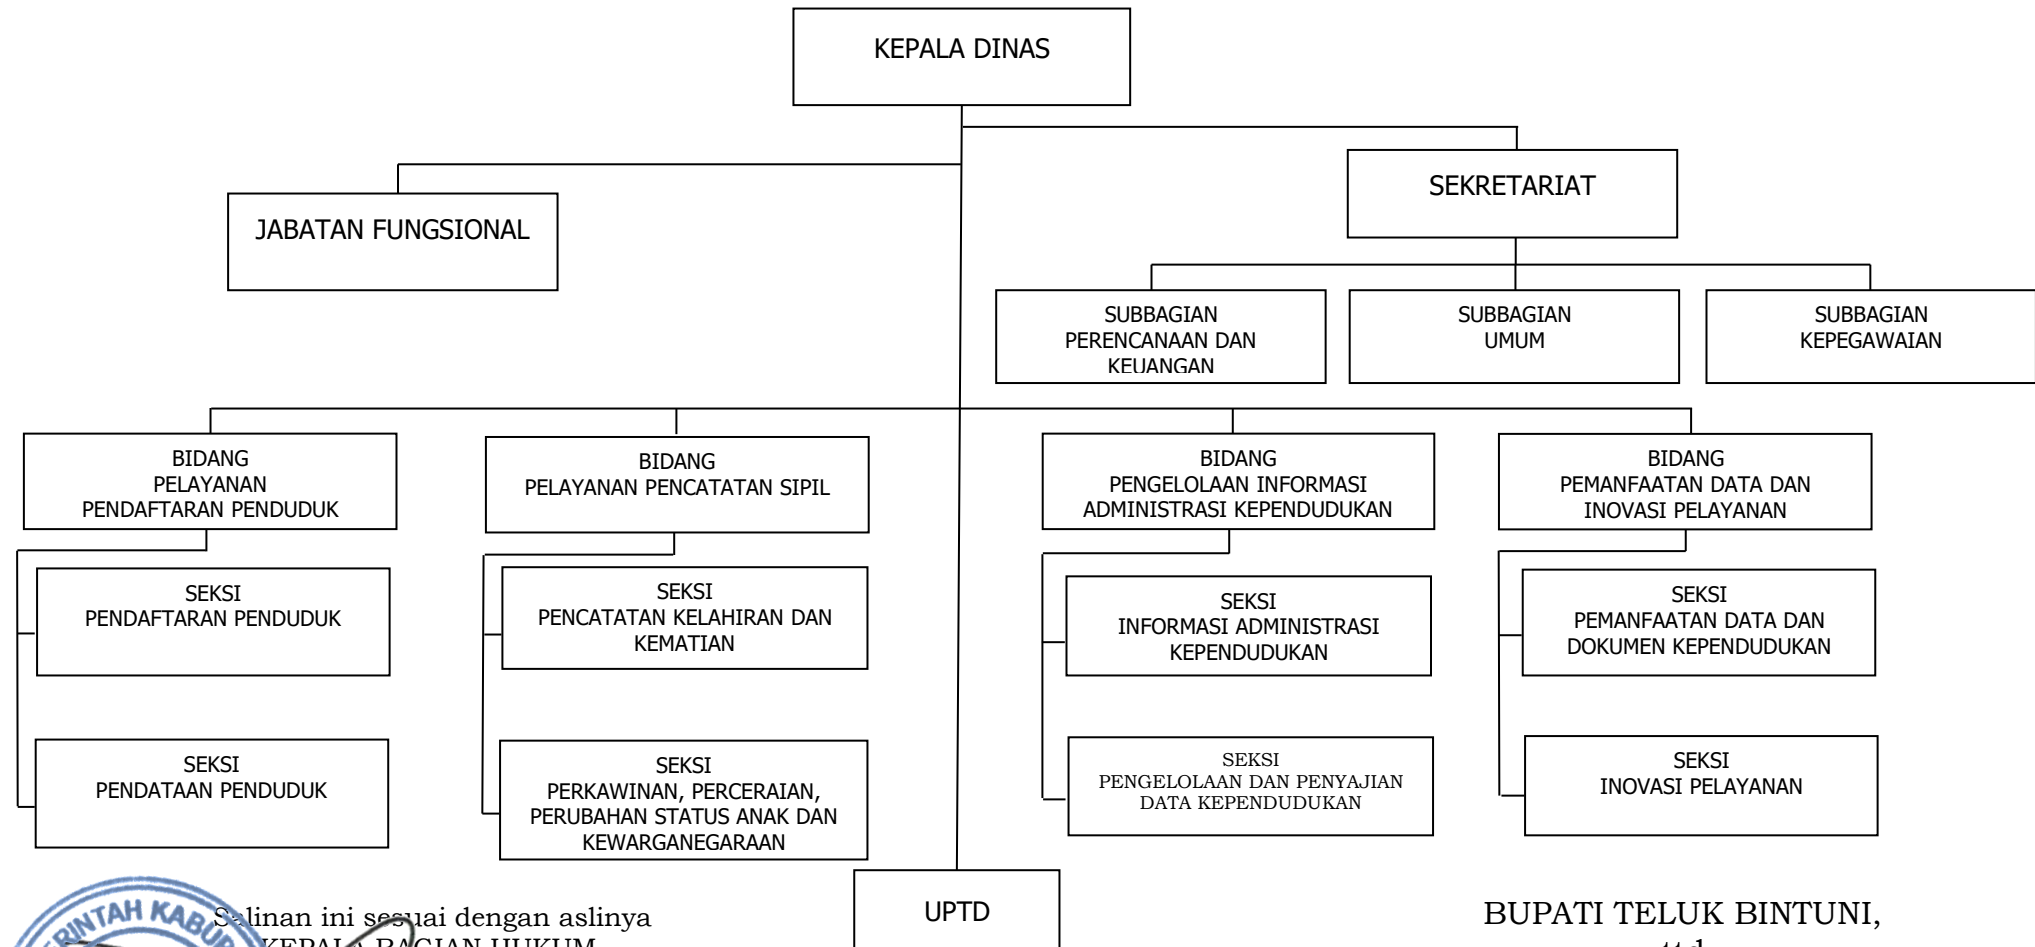 KEPALA DINAS
SEKRETARIAT
JABATAN FUNGSIONAL
SUBBAGIAN
PERENCANAAN DAN
KEUANGAN
SUBBAGIAN
UMUM
SUBBAGIAN
KEPEGAWAIAN
BIDANG
PELAYANAN
PENDAFTARAN PENDUDUK
BIDANG
PELAYANAN PENCATATAN SIPIL
BIDANG
PENGELOLAAN INFORMASI
ADMINISTRASI KEPENDUDUKAN
BIDANG
PEMANFAATAN DATA DAN
INOVASI PELAYANAN
SEKSI
PENDAFTARAN PENDUDUK
SEKSI
PENCATATAN KELAHIRAN DAN
KEMATIAN
SEKSI
INFORMASI ADMINISTRASI
KEPENDUDUKAN
SEKSI
PEMANFAATAN DATA DAN
DOKUMEN KEPENDUDUKAN
SEKSI
PENDATAAN PENDUDUK
SEKSI
PERKAWINAN, PERCERAIAN,
PERUBAHAN STATUS ANAK DAN
KEWARGANEGARAAN
SEKSI
PENGELOLAAN DAN PENYAJIAN
DATA KEPENDUDUKAN
SEKSI
INOVASI PELAYANAN
UPTD
Salinan ini sesuai dengan aslinya
KEPALA BAGIAN HUKUM
BUPATI TELUK BINTUNI,